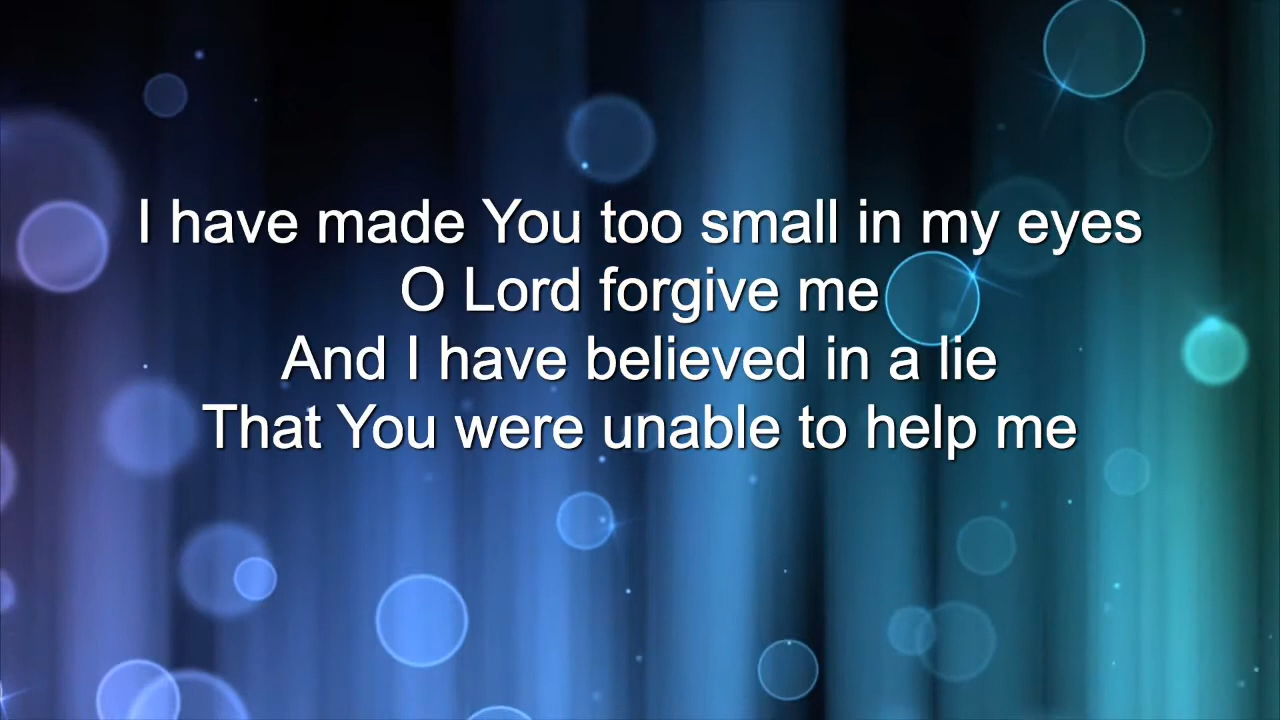 I have made You too small in my eyes
O Lord forgive me
And I have believed in a lie
That You were unable to help me